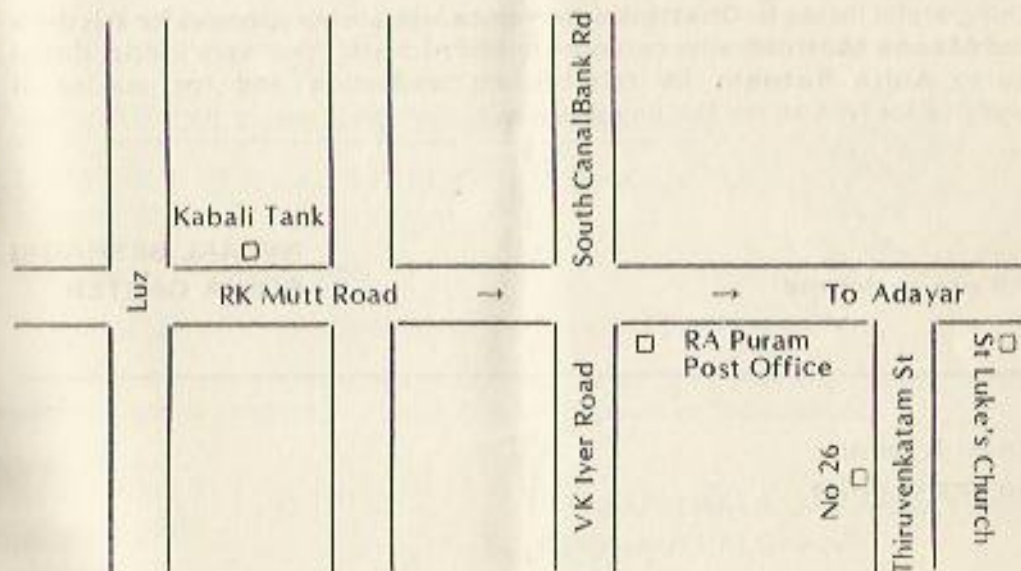 South Canal Bank Rd
Kabali Tank
Luz
RK Mutt Road → → To Adayar
RA Puram
Post Office
VK Iyer Road
No 26
Thiruvenkatam St
St Luke's Church